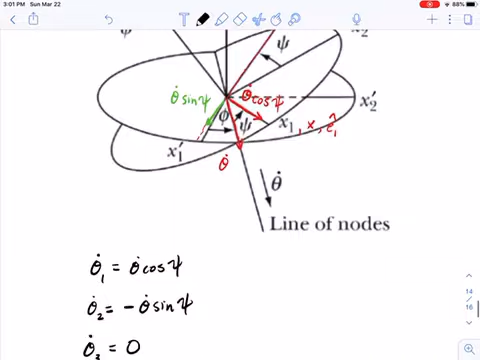 3:01 PM Sun Mar 22
88%
ψ
x₂
θ̇ sinψ
θ̇ cosψ
x₂′
ϕ
ψ
x₁, x, ê₁
x₁′
θ̇
θ̇
Line of nodes
θ̇₁ = θ̇ cosψ
θ̇₂ = − θ̇ sinψ
θ̇₃ = 0
14
/
16